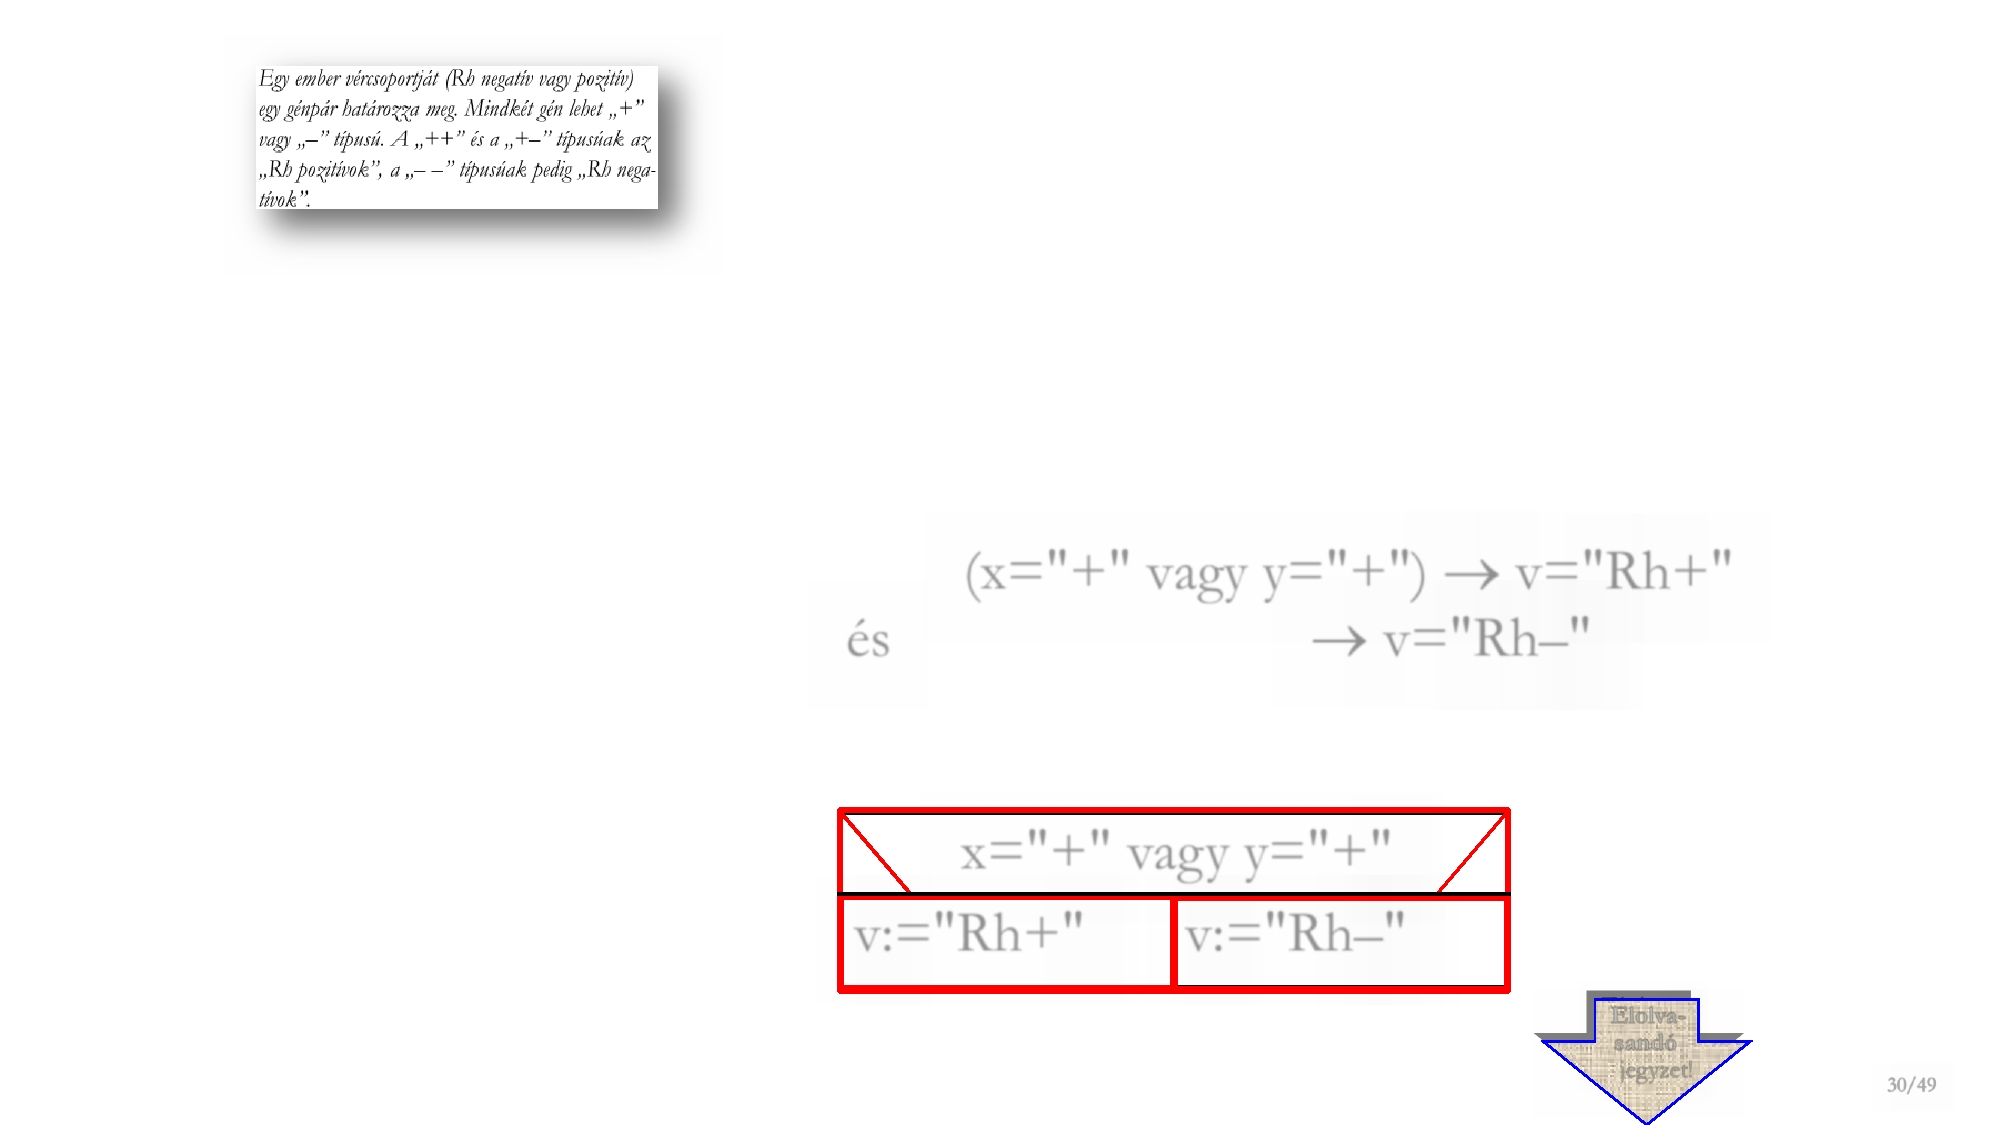 Egy ember vércsoportját (Rh negatív vagy pozitív)
egy génpár határozza meg. Mindkét gén lehet „+”
vagy „–” típusú. A „++” és a „+–” típusúak az
„Rh pozitívok”, a „– –” típusúak pedig „Rh nega-
tívok”.
(x="+" vagy y="+") → v="Rh+"
és → v="Rh–"
x="+" vagy y="+"
v:="Rh+" v:="Rh–"
Elolva-
sandó
jegyzet!
30/49